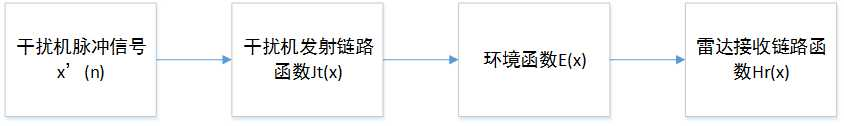 干扰机脉冲信号
x’(n)
干扰机发射链路
函数Jt(x)
环境函数E(x)
雷达接收链路函
数Hr(x)